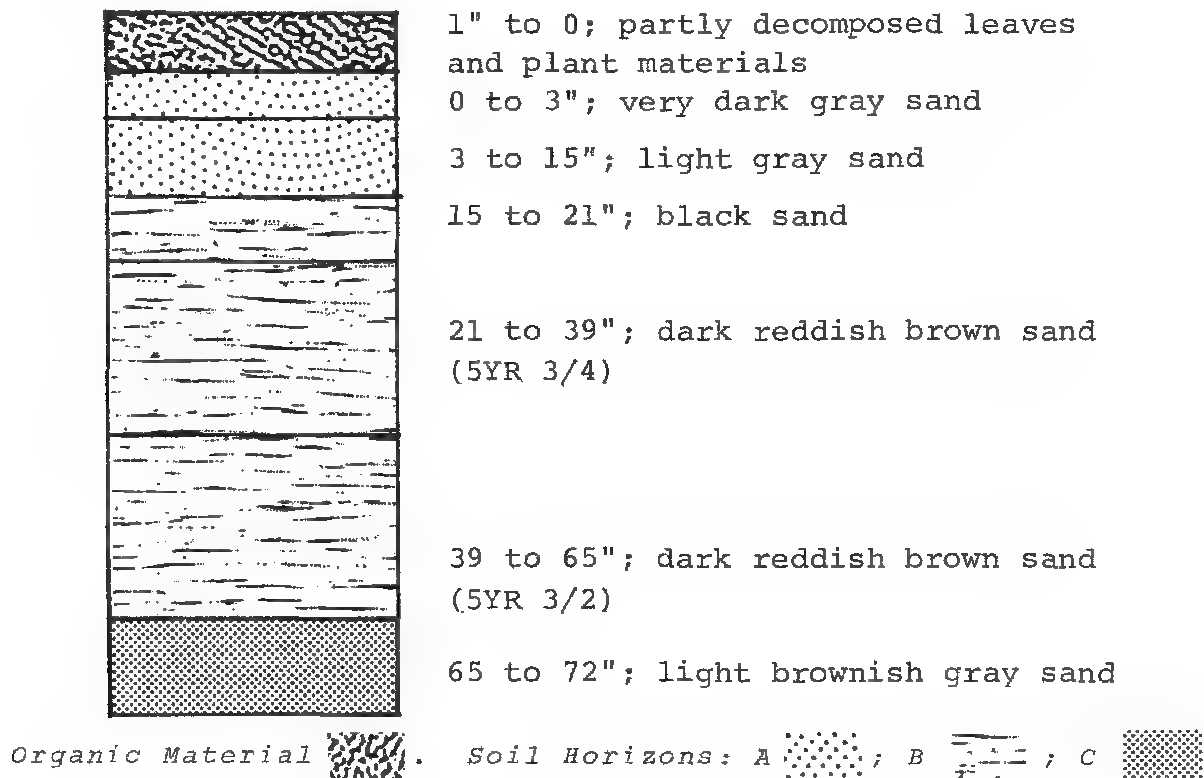 1" to 0; partly decomposed leaves
and plant materials
0 to 3"; very dark gray sand
3 to 15"; light gray sand
15 to 21"; black sand
21 to 39"; dark reddish brown sand
(5YR 3/4)
39 to 65"; dark reddish brown sand
(5YR 3/2)
65 to 72"; light brownish gray sand
Organic Material . Soil Horizons: A ; B ; C